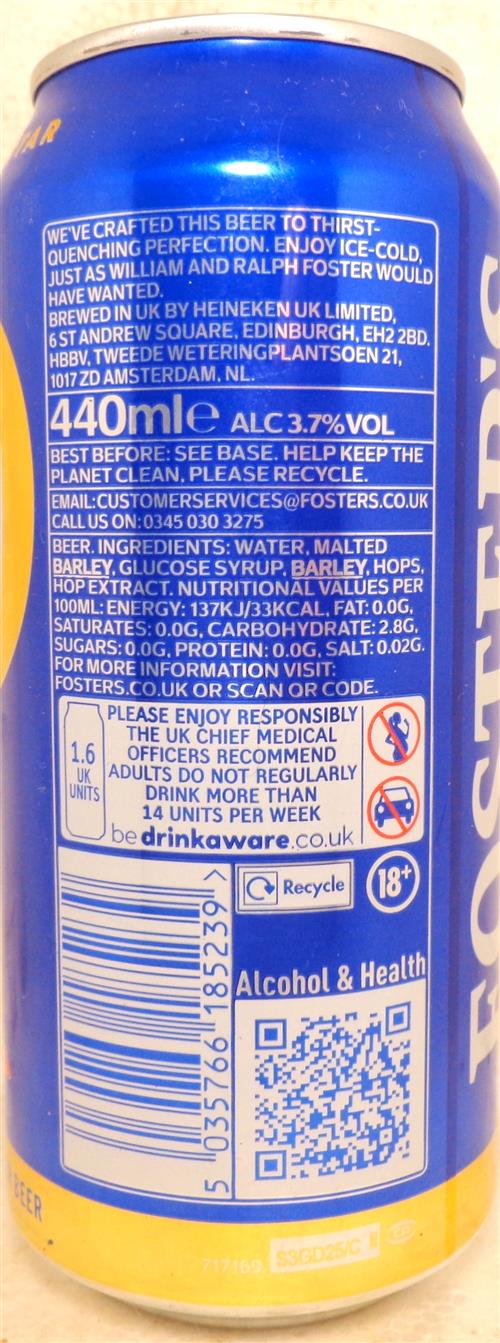 TAR
WE'VE CRAFTED THIS BEER TO THIRST-
QUENCHING PERFECTION. ENJOY ICE-COLD,
JUST AS WILLIAM AND RALPH FOSTER WOULD
HAVE WANTED.
BREWED IN UK BY HEINEKEN UK LIMITED,
6 ST ANDREW SQUARE, EDINBURGH, EH2 2BD.
HBBV, TWEEDE WETERINGPLANTSOEN 21,
1017 ZD AMSTERDAM, NL.
440ml℮ ALC 3.7% VOL
BEST BEFORE: SEE BASE. HELP KEEP THE
PLANET CLEAN, PLEASE RECYCLE.
EMAIL:CUSTOMERSERVICES@FOSTERS.CO.UK
CALL US ON: 0345 030 3275
BEER. INGREDIENTS: WATER, MALTED
BARLEY, GLUCOSE SYRUP, BARLEY, HOPS,
HOP EXTRACT. NUTRITIONAL VALUES PER
100ML: ENERGY: 137KJ/33KCAL, FAT: 0.0G,
SATURATES: 0.0G, CARBOHYDRATE: 2.8G,
SUGARS: 0.0G, PROTEIN: 0.0G, SALT: 0.02G.
FOR MORE INFORMATION VISIT:
FOSTERS.CO.UK OR SCAN QR CODE.
1.6
UK
UNITS
PLEASE ENJOY RESPONSIBLY
THE UK CHIEF MEDICAL
OFFICERS RECOMMEND
ADULTS DO NOT REGULARLY
DRINK MORE THAN
14 UNITS PER WEEK
be drinkaware.co.uk
Recycle
18+
Alcohol & Health
5 035766 185239 >
FOSTER'S
BEER
717169 S3GD25/C